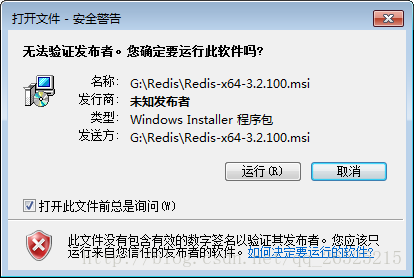 打开文件 - 安全警告
无法验证发布者。您确定要运行此软件吗?
名称: G:\Redis\Redis-x64-3.2.100.msi
发行商: 未知发布者
类型: Windows Installer 程序包
发送方: G:\Redis\Redis-x64-3.2.100.msi
运行(R) 取消
打开此文件前总是询问(W)
此文件没有包含有效的数字签名以验证其发布者。您应该只
运行来自您信任的发布者的软件。如何决定要运行的软件?